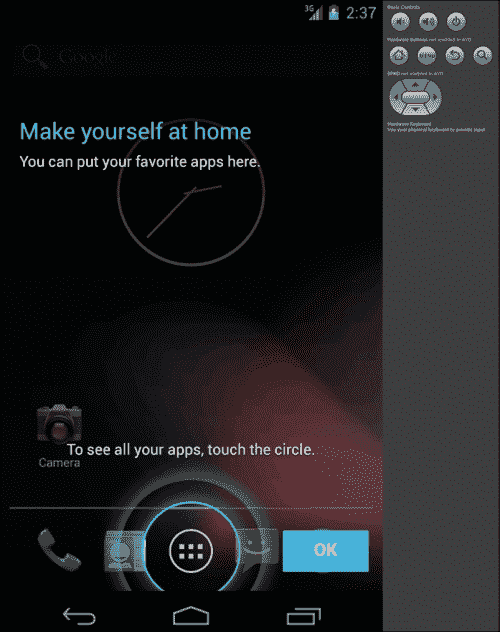 3G 2:37
Google
Make yourself at home
You can put your favorite apps here.
Camera
To see all your apps, touch the circle.
OK
Basic Controls
Hardware Buttons not enabled in AVD
MENU
DPAD not enabled in AVD
Hardware Keyboard
Use your physical keyboard to provide input